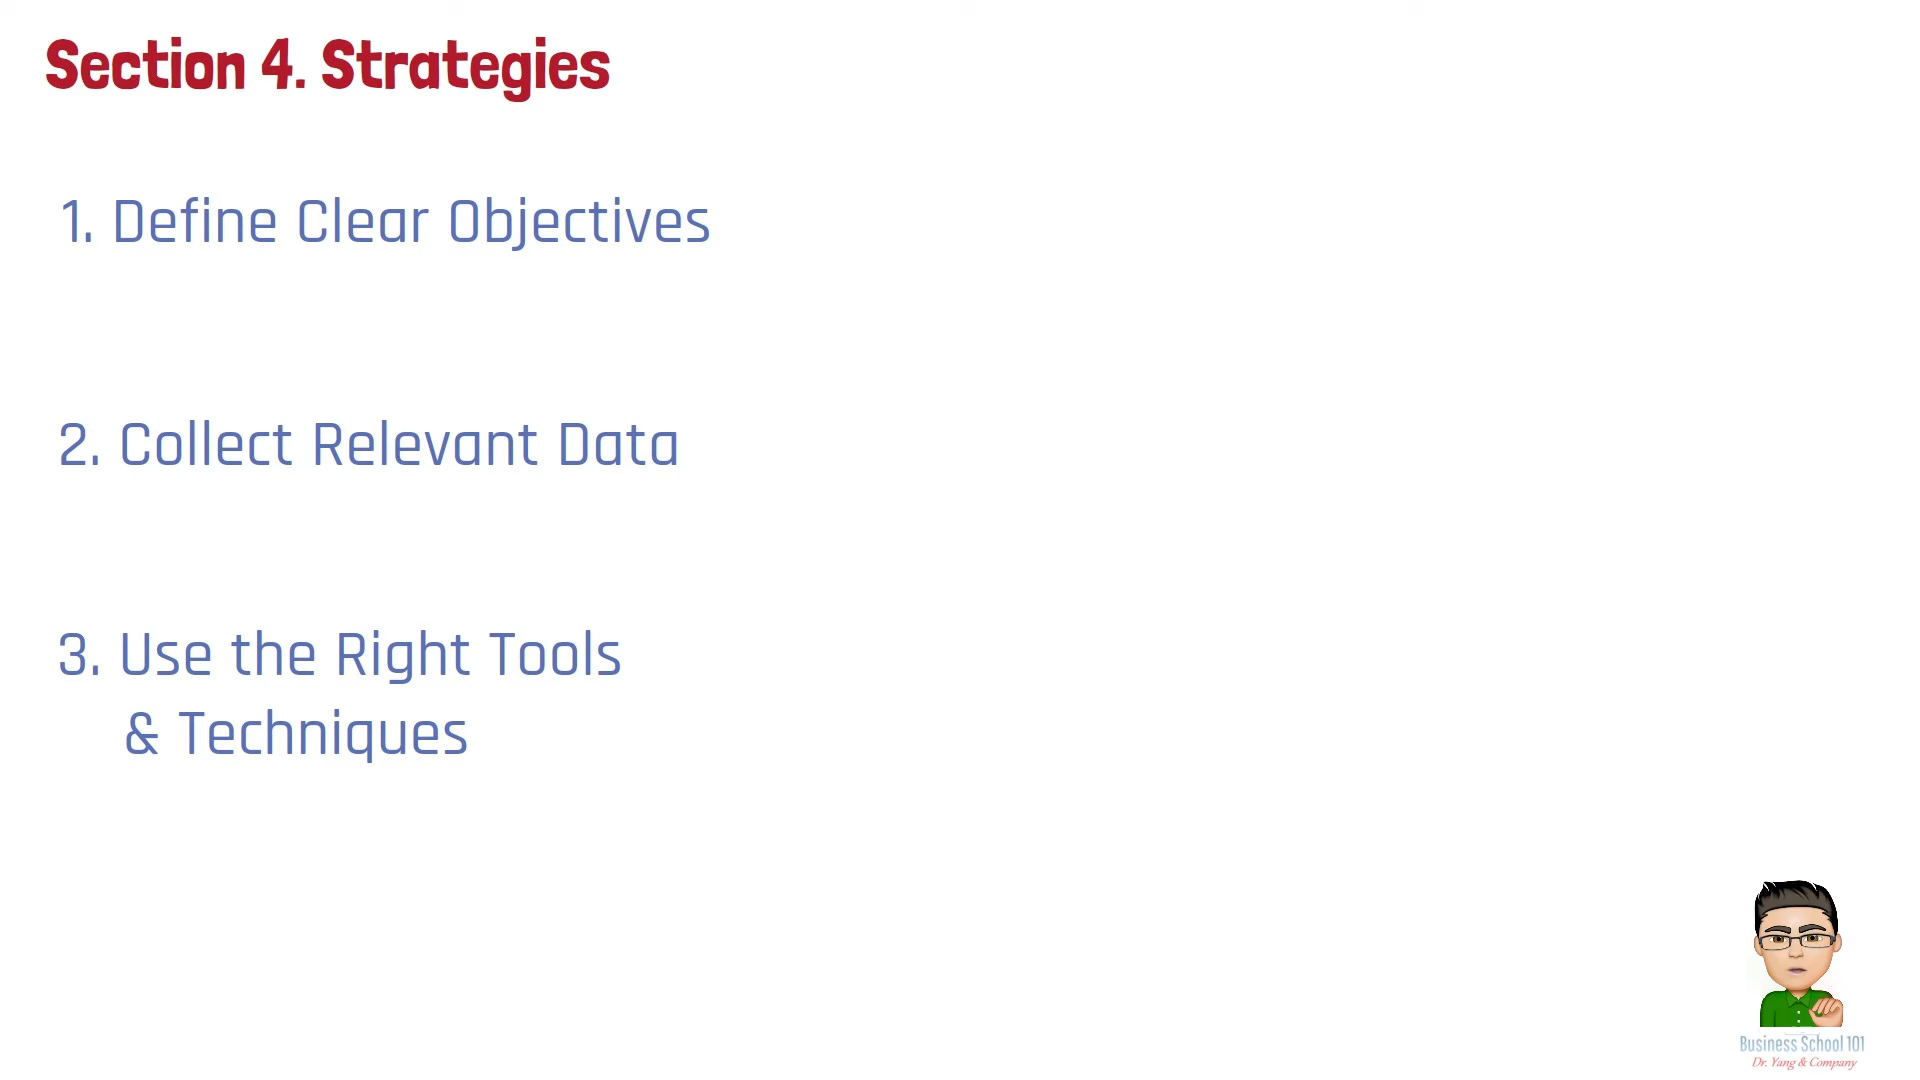 Section 4. Strategies
1. Define Clear Objectives
2. Collect Relevant Data
3. Use the Right Tools
& Techniques
Business School 101
Dr. Yang & Company